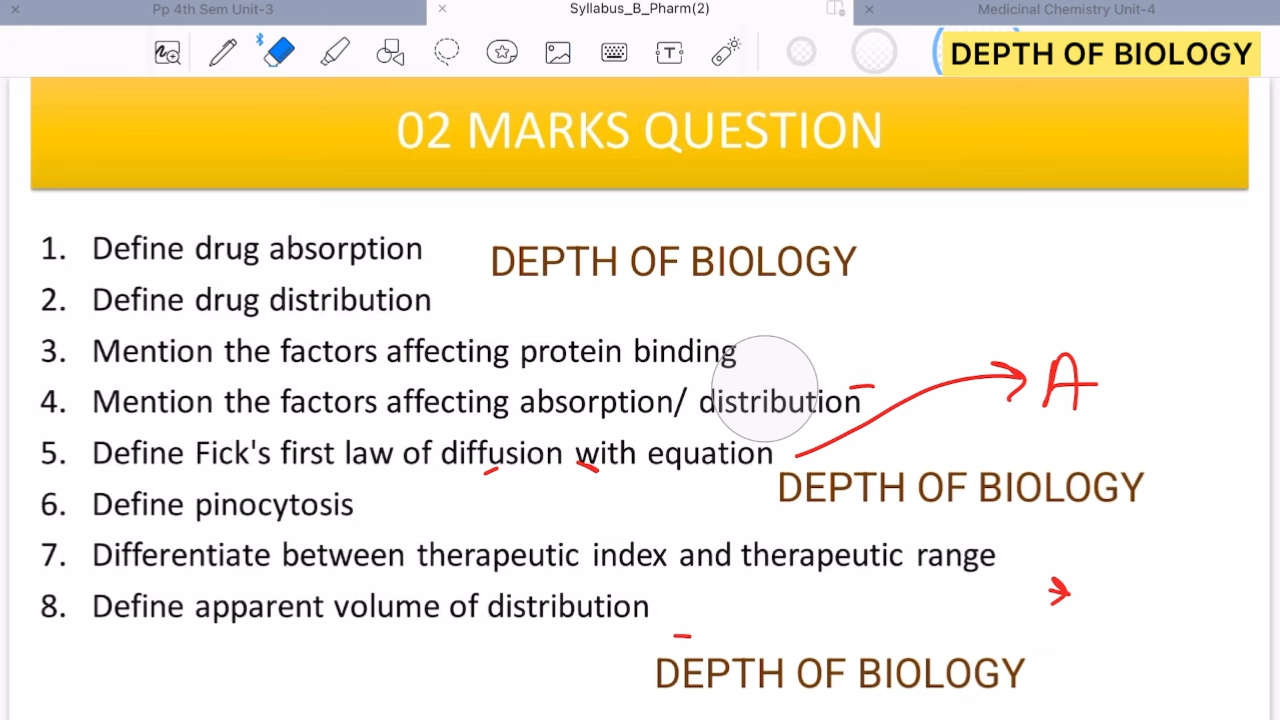 Pp 4th Sem Unit-3
Syllabus_B_Pharm(2)
Medicinal Chemistry Unit-4
DEPTH OF BIOLOGY
02 MARKS QUESTION
1. Define drug absorption
DEPTH OF BIOLOGY
2. Define drug distribution
3. Mention the factors affecting protein binding
4. Mention the factors affecting absorption/ distribution
A
5. Define Fick's first law of diffusion with equation
DEPTH OF BIOLOGY
6. Define pinocytosis
7. Differentiate between therapeutic index and therapeutic range
8. Define apparent volume of distribution
DEPTH OF BIOLOGY